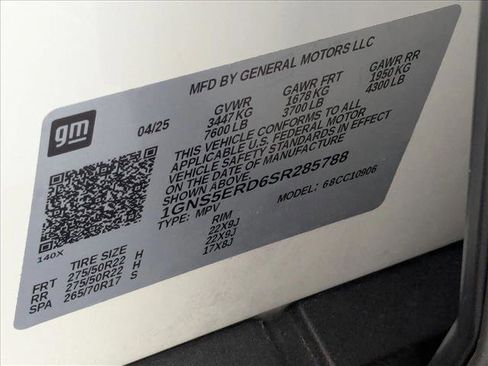 MFD BY GENERAL MOTORS LLC
gm
04/25
GVWR GAWR FRT GAWR RR
3447 KG 1678 KG 1950 KG
7600 LB 3700 LB 4300 LB
THIS VEHICLE CONFORMS TO ALL
APPLICABLE U.S. FEDERAL MOTOR
VEHICLE SAFETY STANDARDS IN EFFECT
ON THE DATE OF MANUFACTURE
SHOWN ABOVE.
1GNS5ERD6SR285788
TYPE: MPV MODEL: 68CC10906
140X
TIRE SIZE RIM
FRT 275/50R22 H 22X9J
RR 275/50R22 H 22X9J
SPA 265/70R17 S 17X8J